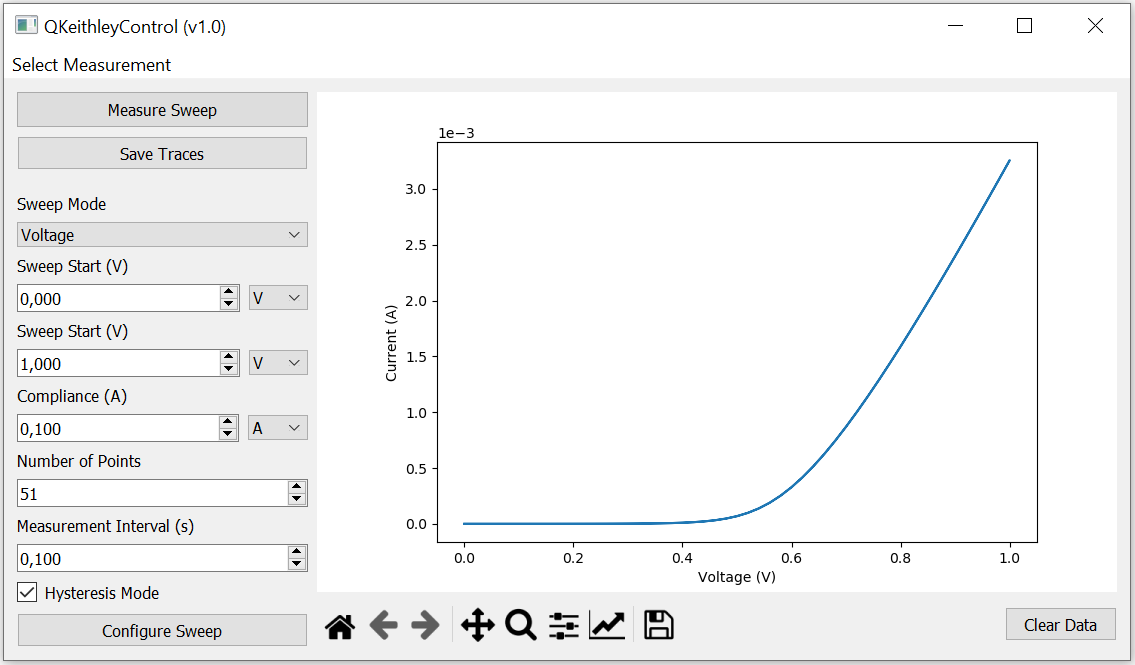 QKeithleyControl (v1.0)
Select Measurement
Measure Sweep
Save Traces
Sweep Mode
Voltage
Sweep Start (V)
0,000 V
Sweep Start (V)
1,000 V
Compliance (A)
0,100 A
Number of Points
51
Measurement Interval (s)
0,100
Hysteresis Mode
Configure Sweep
1e−3
3.0
2.5
2.0
1.5
1.0
0.5
0.0
Current (A)
0.0 0.2 0.4 0.6 0.8 1.0
Voltage (V)
Clear Data